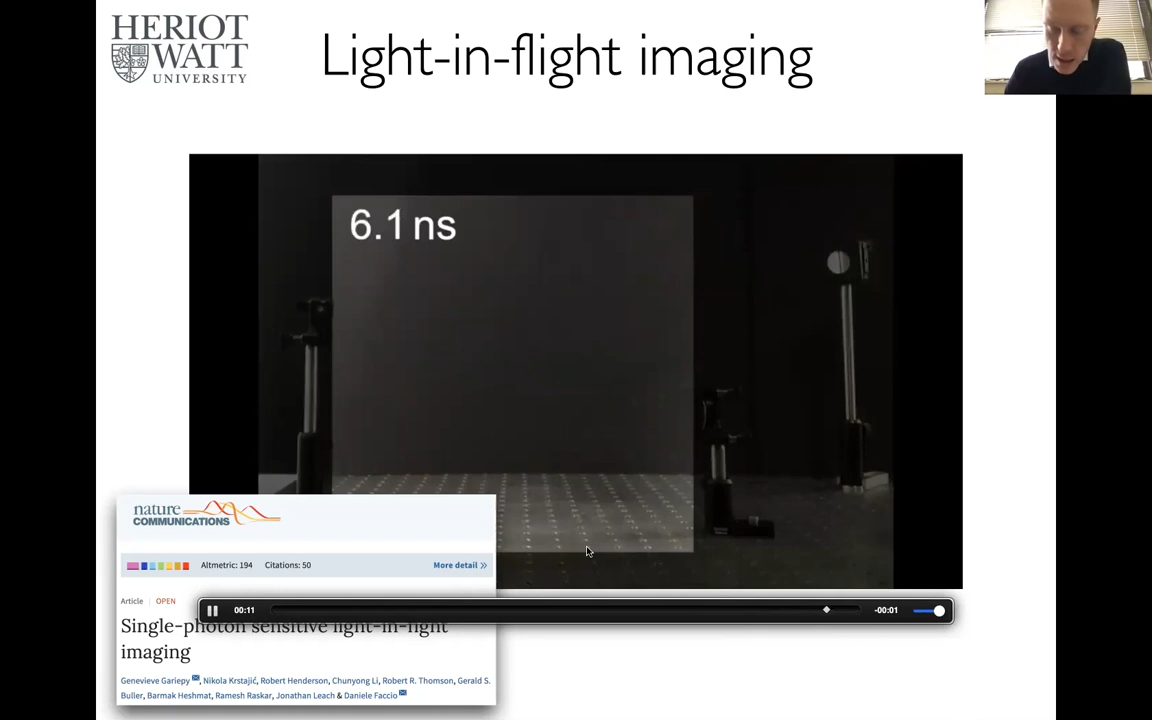 HERIOT
WATT
UNIVERSITY
Light-in-flight imaging
6.1 ns
nature
COMMUNICATIONS
Altmetric: 194 Citations: 50 More detail »
Article | OPEN
00:11 -00:01
Single-photon sensitive light-in-flight
imaging
Genevieve Gariepy, Nikola Krstajić, Robert Henderson, Chunyong Li, Robert R. Thomson, Gerald S.
Buller, Barmak Heshmat, Ramesh Raskar, Jonathan Leach & Daniele Faccio